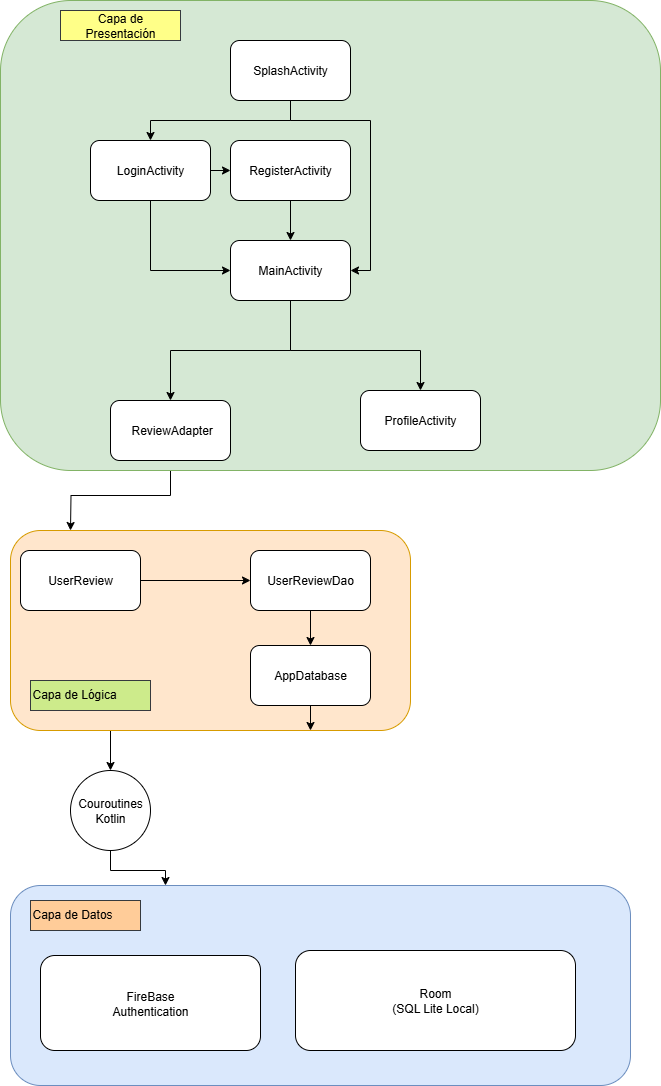 Capa de
Presentación
SplashActivity
LoginActivity
RegisterActivity
MainActivity
ReviewAdapter
ProfileActivity
UserReview
UserReviewDao
AppDatabase
Capa de Lógica
Couroutines
Kotlin
Capa de Datos
FireBase
Authentication
Room
(SQL Lite Local)